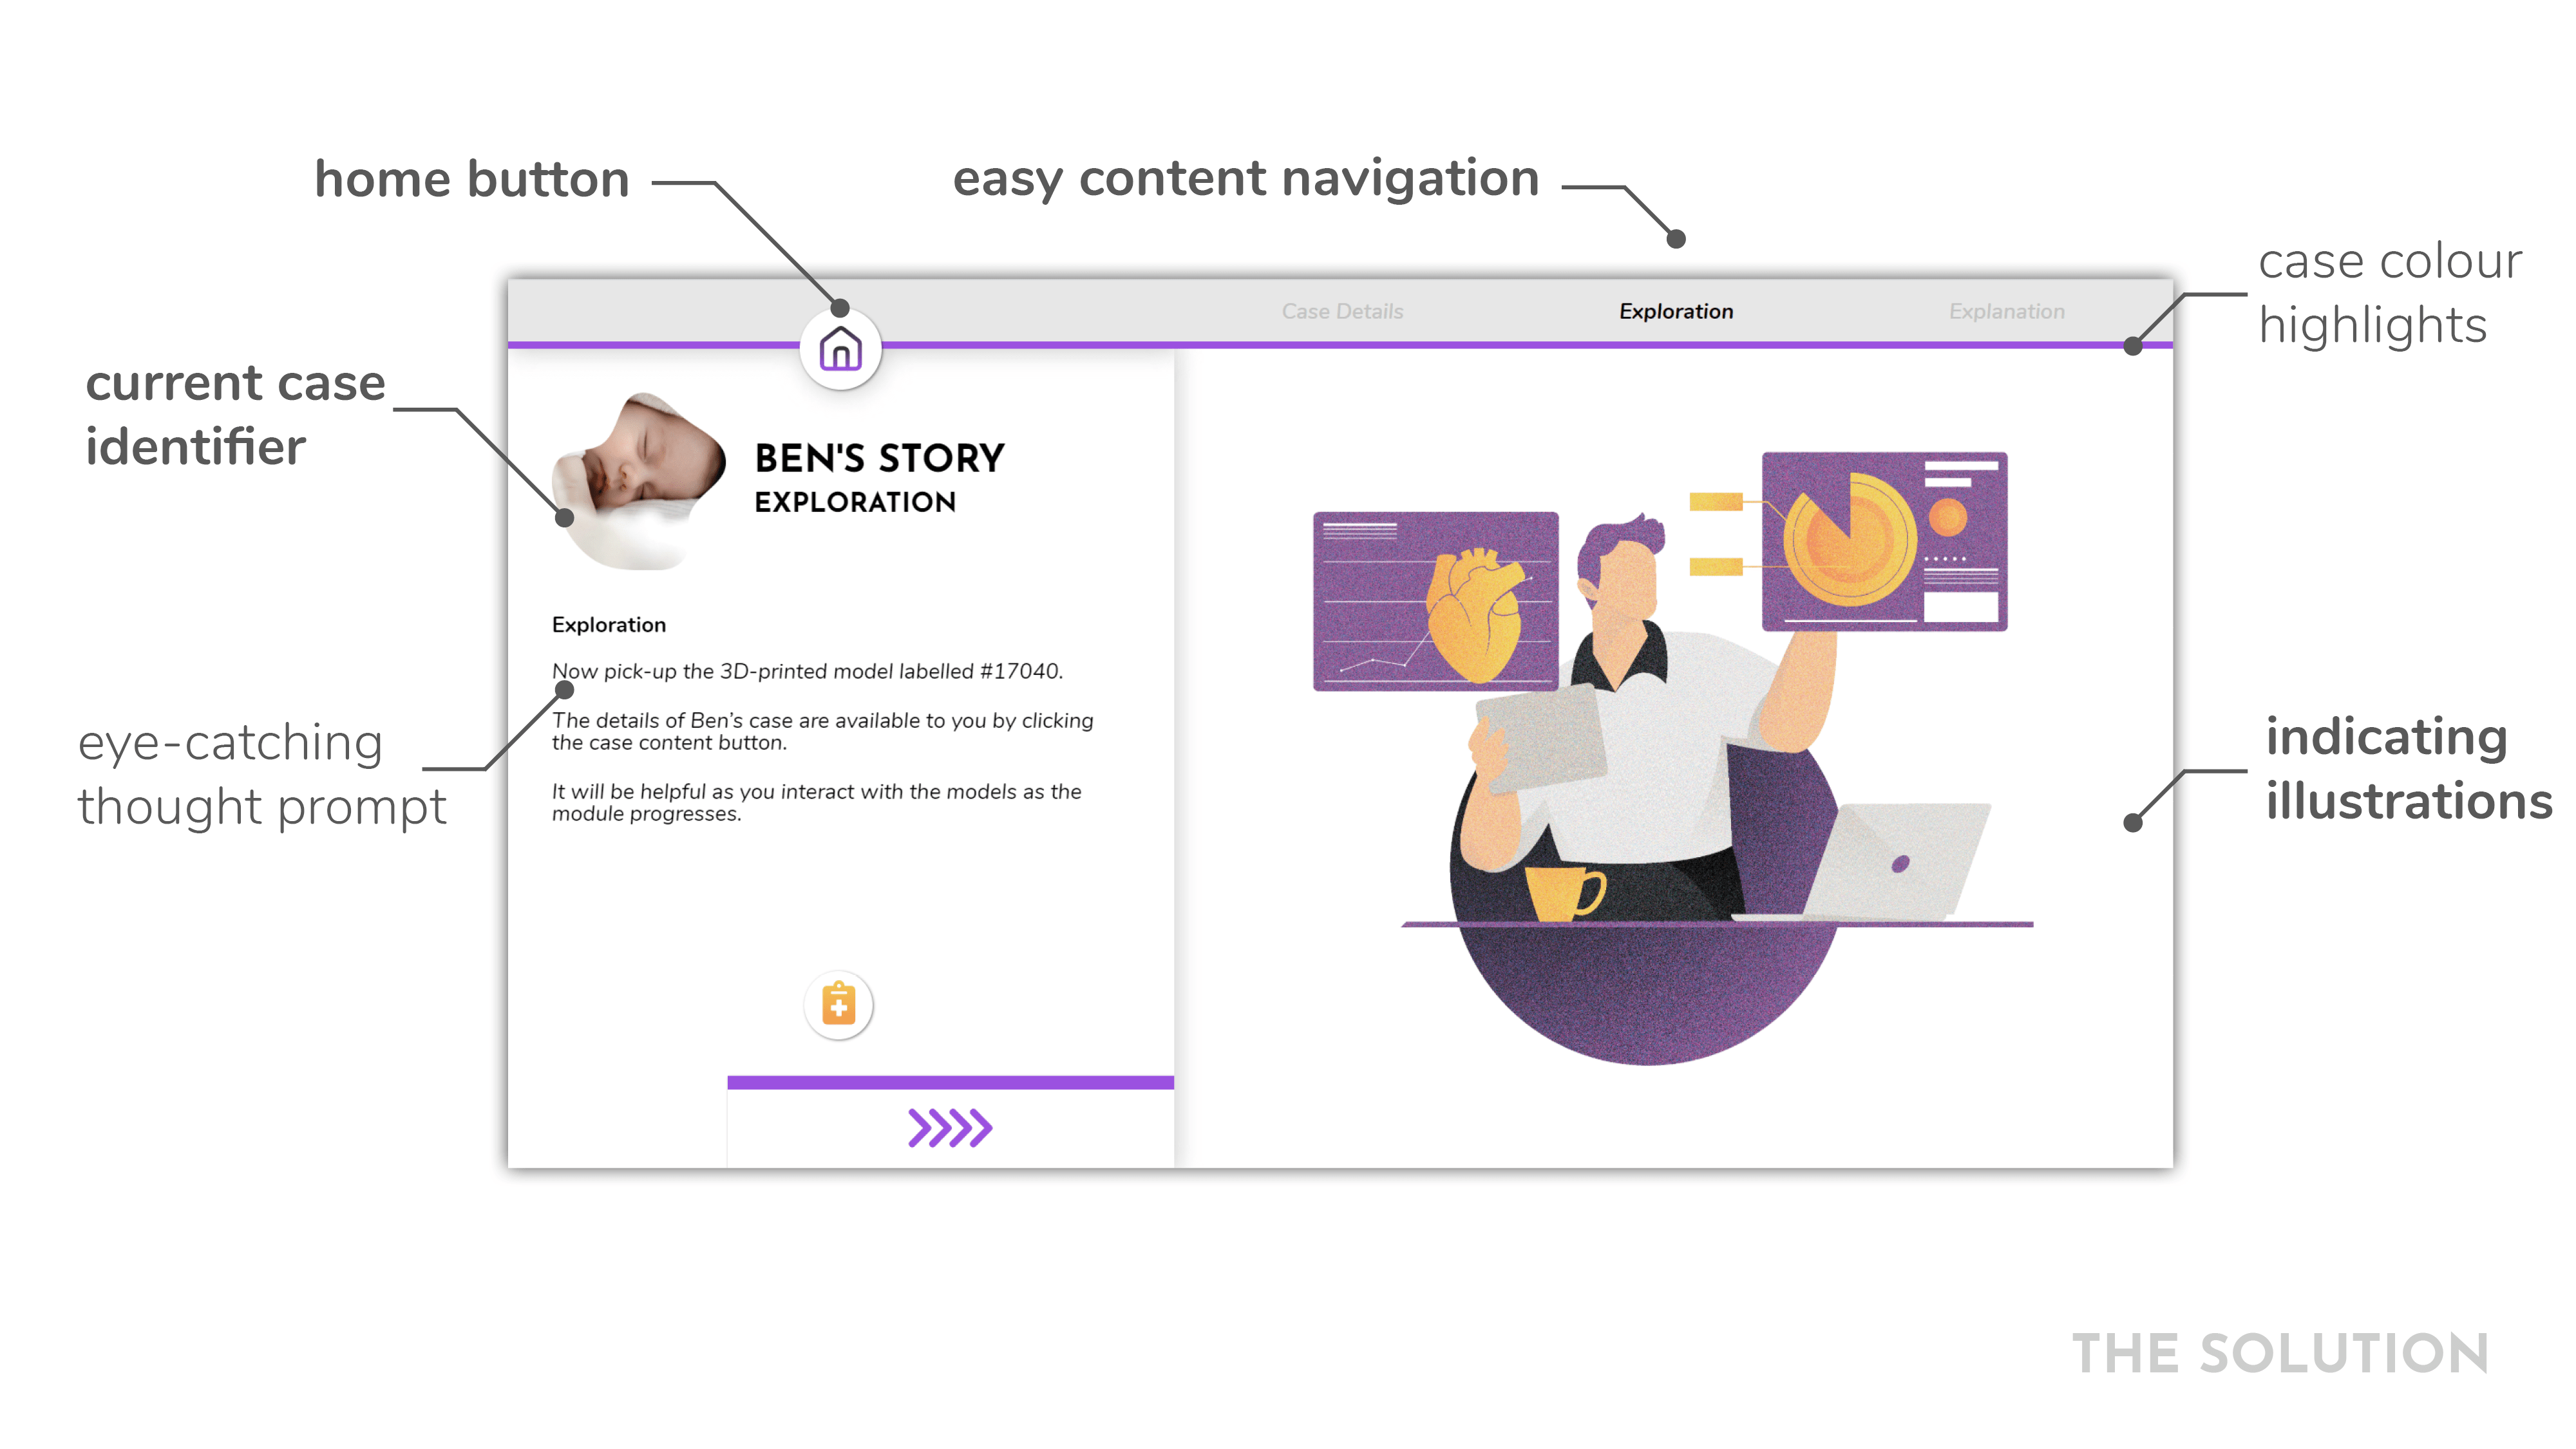 home button
easy content navigation
case colour
highlights
Case Details
Exploration
Explanation
current case
identifier
BEN'S STORY
EXPLORATION
Exploration
Now pick-up the 3D-printed model labelled #17040.
The details of Ben’s case are available to you by clicking
the case content button.
It will be helpful as you interact with the models as the
module progresses.
eye-catching
thought prompt
indicating
illustrations
THE SOLUTION